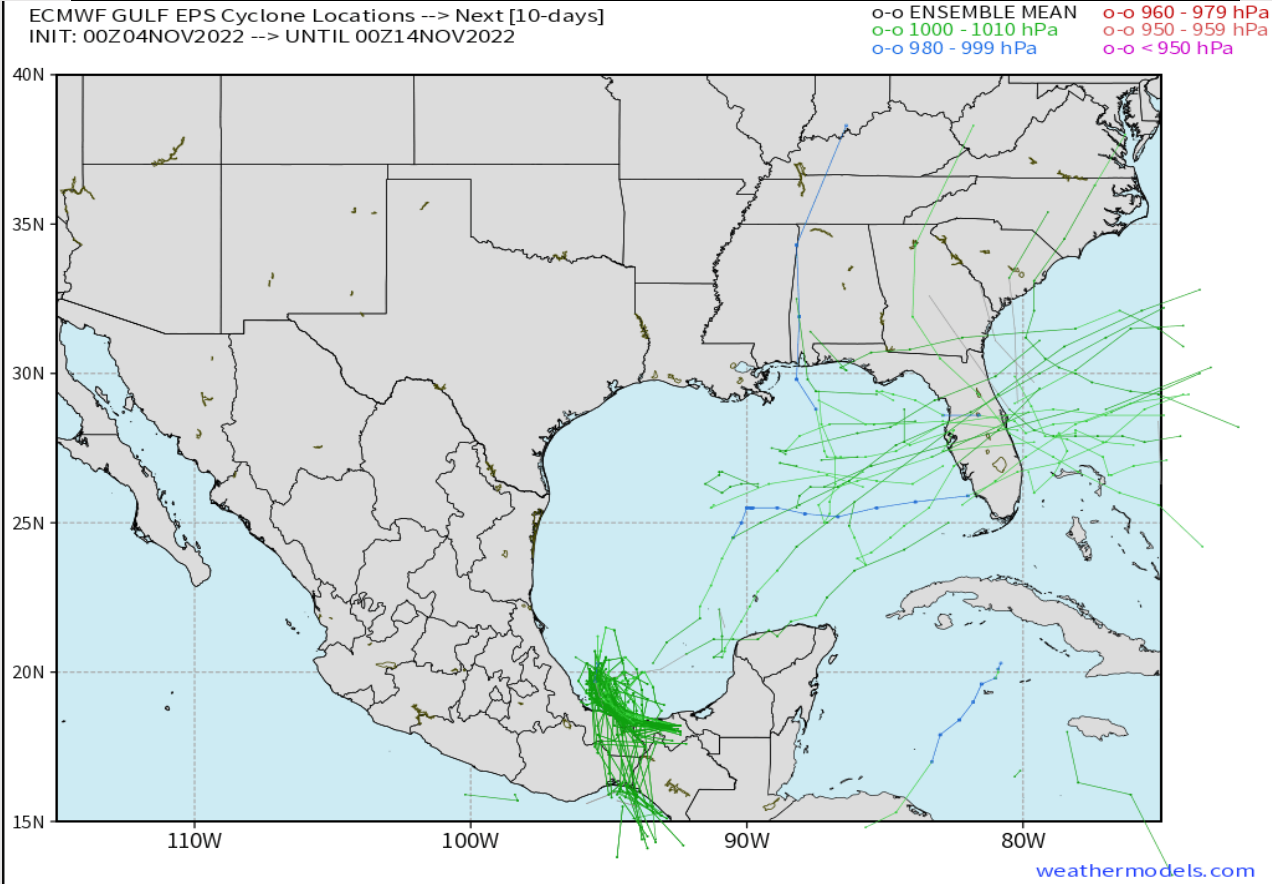 ECMWF GULF EPS Cyclone Locations --> Next [10-days]
INIT: 00Z04NOV2022 --> UNTIL 00Z14NOV2022
o-o ENSEMBLE MEAN
o-o 1000 - 1010 hPa
o-o 980 - 999 hPa
o-o 960 - 979 hPa
o-o 950 - 959 hPa
o-o < 950 hPa
40N
35N
30N
25N
20N
15N
110W
100W
90W
80W
weathermodels.com